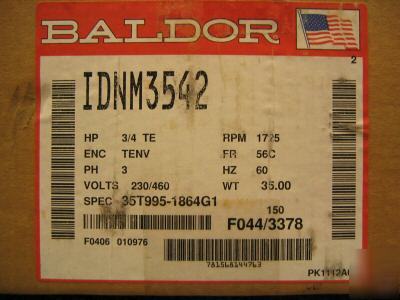 BALDOR
2
IDNM3542
HP 3/4 TE RPM 1725
ENC TENV FR 56C
PH 3 HZ 60
VOLTS 230/460 WT 35.00
SPEC 35T995-1864G1
150
F044/3378
F0406 010976
781568144763